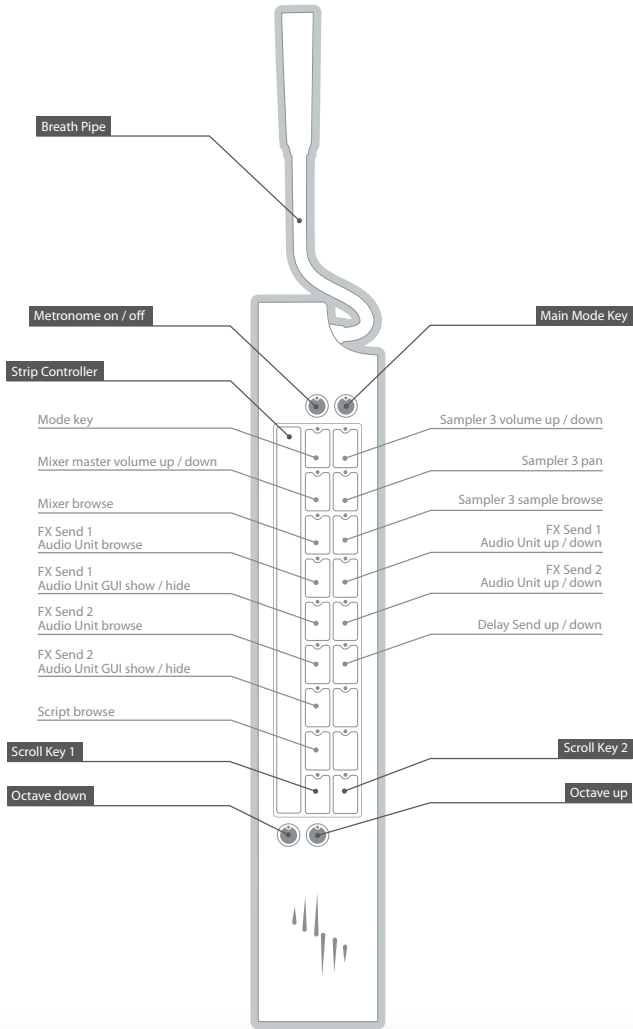 Breath Pipe
Metronome on / off
Main Mode Key
Strip Controller
Mode key
Sampler 3 volume up / down
Mixer master volume up / down
Sampler 3 pan
Mixer browse
Sampler 3 sample browse
FX Send 1
Audio Unit browse
FX Send 1
Audio Unit up / down
FX Send 1
Audio Unit GUI show / hide
FX Send 2
Audio Unit up / down
FX Send 2
Audio Unit browse
Delay Send up / down
FX Send 2
Audio Unit GUI show / hide
Script browse
Scroll Key 1
Scroll Key 2
Octave down
Octave up